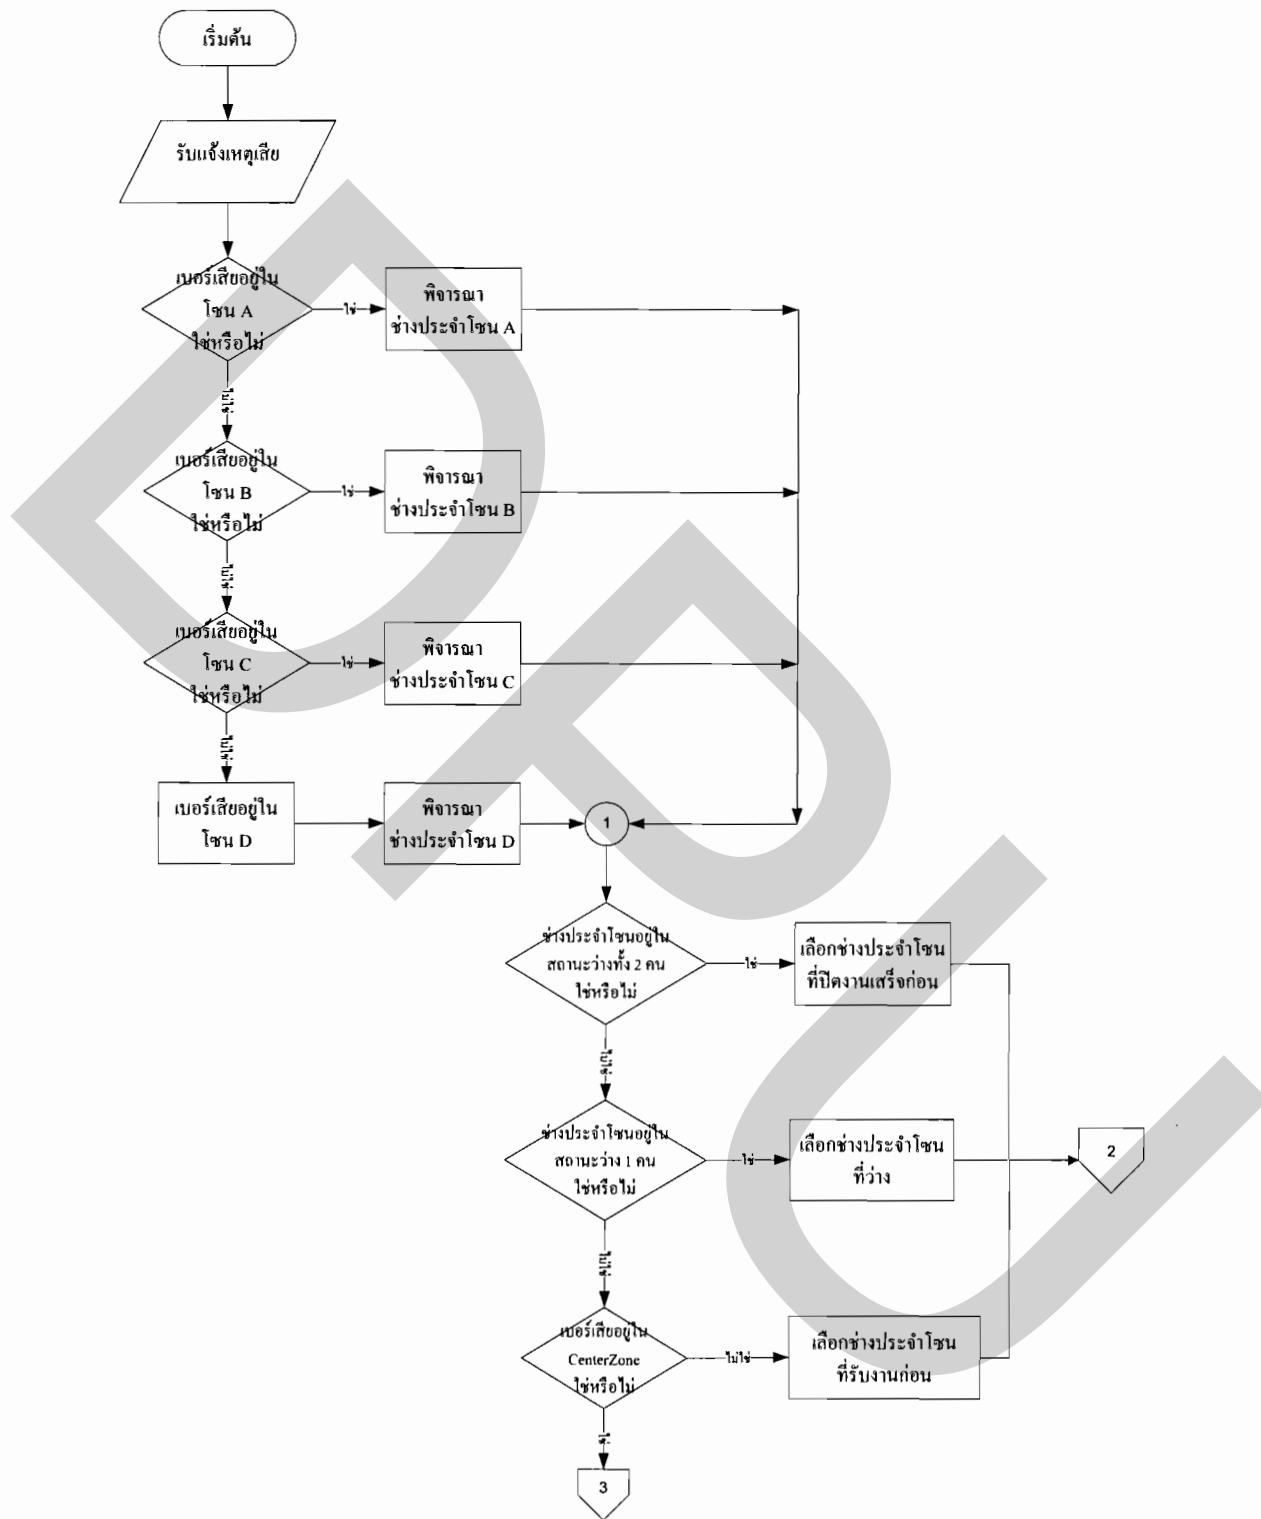 เริ่มต้น
รับแจ้งเหตุเสีย
เบอร์เสียอยู่ใน
โซน A
ใช่หรือไม่
ใช่
พิจารณา
ช่างประจำโซน A
ไม่ใช่
เบอร์เสียอยู่ใน
โซน B
ใช่หรือไม่
ใช่
พิจารณา
ช่างประจำโซน B
ไม่ใช่
เบอร์เสียอยู่ใน
โซน C
ใช่หรือไม่
ใช่
พิจารณา
ช่างประจำโซน C
ไม่ใช่
เบอร์เสียอยู่ใน
โซน D
พิจารณา
ช่างประจำโซน D
1
ช่างประจำโซนอยู่ใน
สถานะว่างทั้ง 2 คน
ใช่หรือไม่
ใช่
เลือกช่างประจำโซน
ที่ปิดงานเสร็จก่อน
ไม่ใช่
ช่างประจำโซนอยู่ใน
สถานะว่าง 1 คน
ใช่หรือไม่
ใช่
เลือกช่างประจำโซน
ที่ว่าง
2
ไม่ใช่
เบอร์เสียอยู่ใน
CenterZone
ใช่หรือไม่
ไม่ใช่
เลือกช่างประจำโซน
ที่รับงานก่อน
ใช่
3
DPU